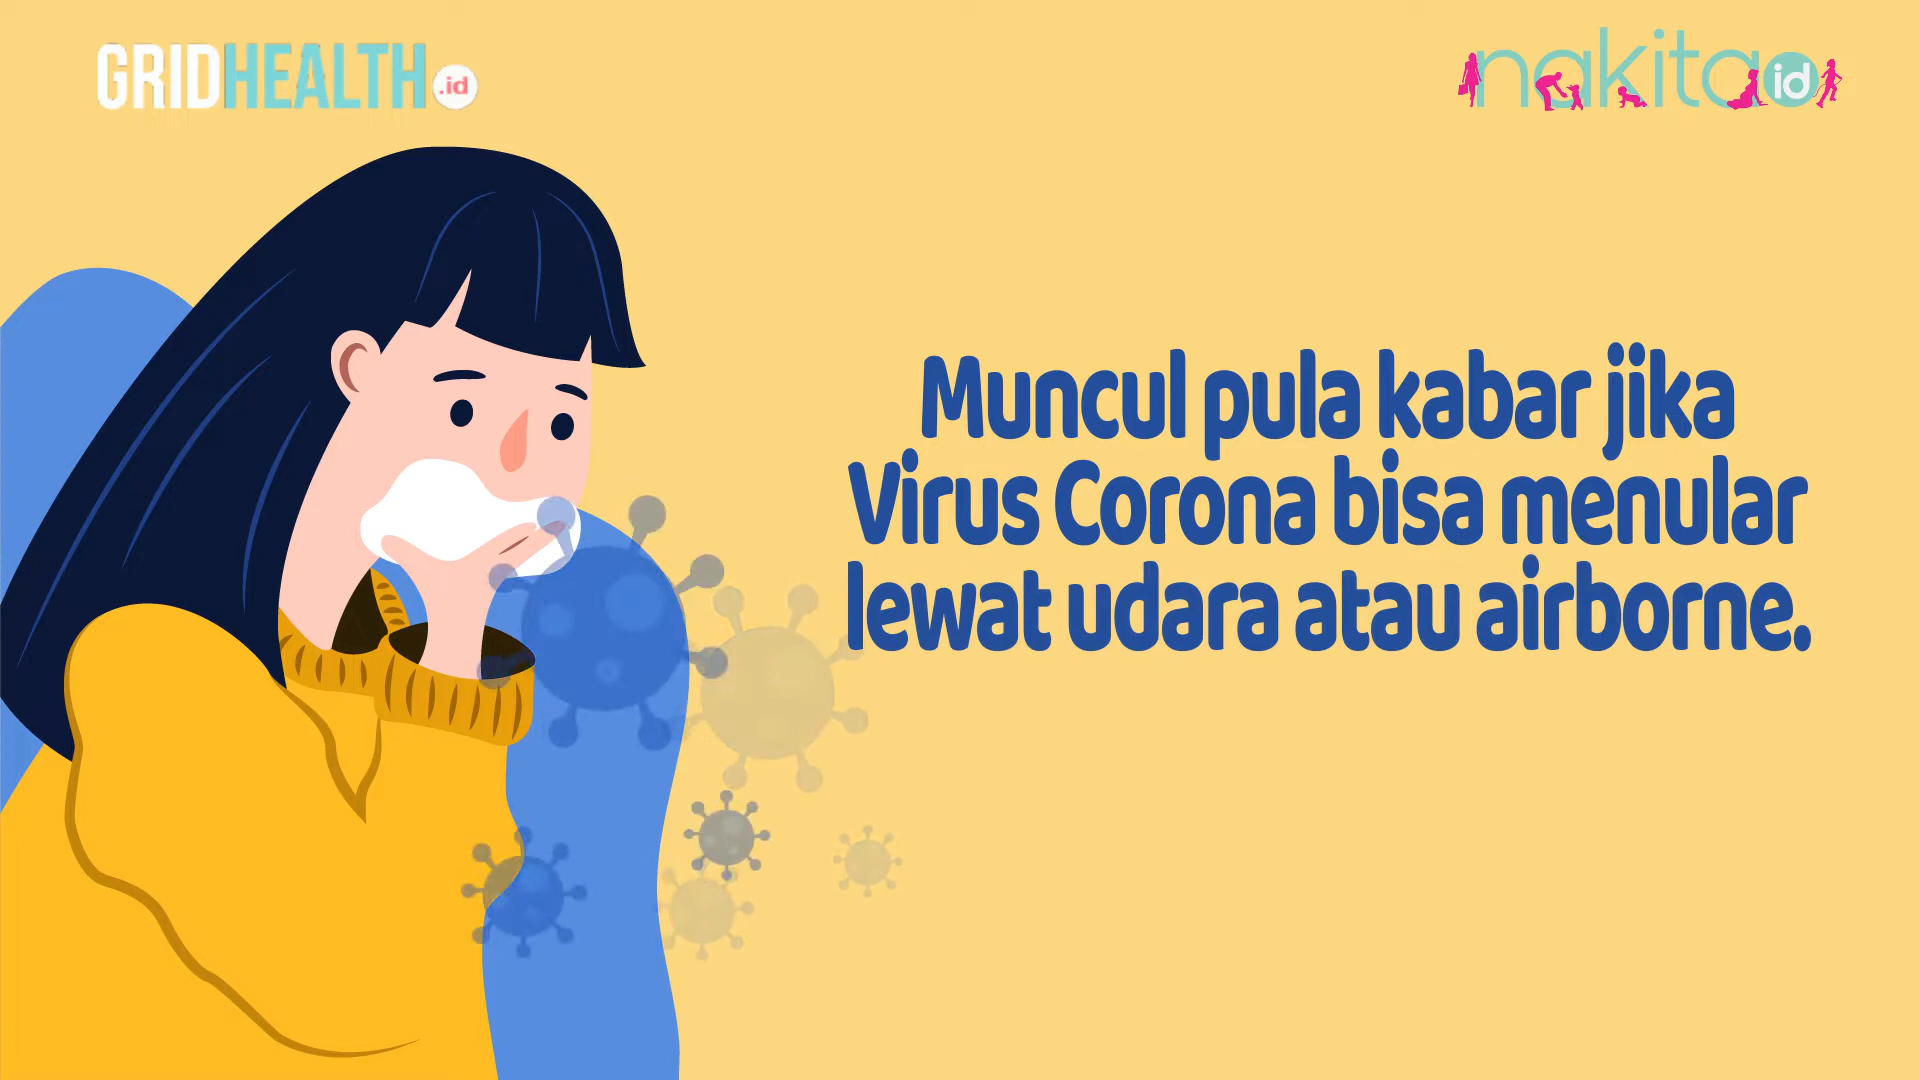 GRIDHEALTH.id
nakita id
Muncul pula kabar jika
Virus Corona bisa menular
lewat udara atau airborne.